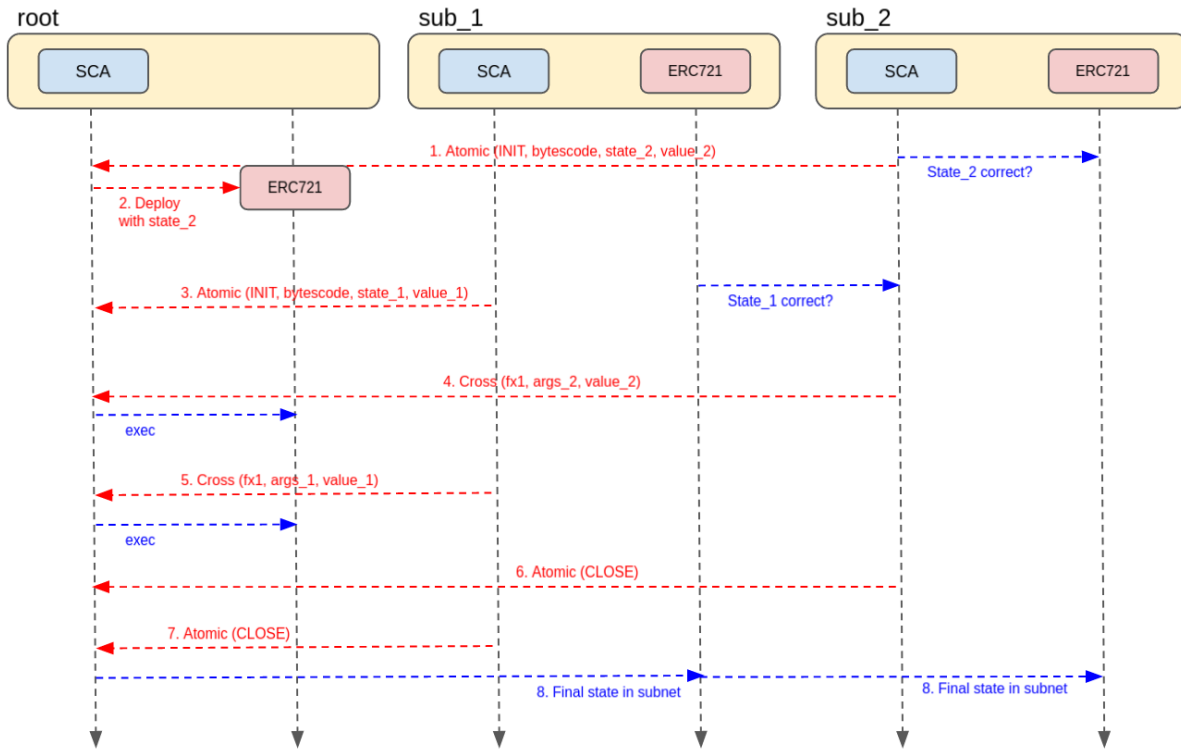 root
sub_1
sub_2
SCA
SCA
ERC721
SCA
ERC721
1. Atomic (INIT, bytescode, state_2, value_2)
State_2 correct?
ERC721
2. Deploy
with state_2
3. Atomic (INIT, bytescode, state_1, value_1)
State_1 correct?
4. Cross (fx1, args_2, value_2)
exec
5. Cross (fx1, args_1, value_1)
exec
6. Atomic (CLOSE)
7. Atomic (CLOSE)
8. Final state in subnet
8. Final state in subnet